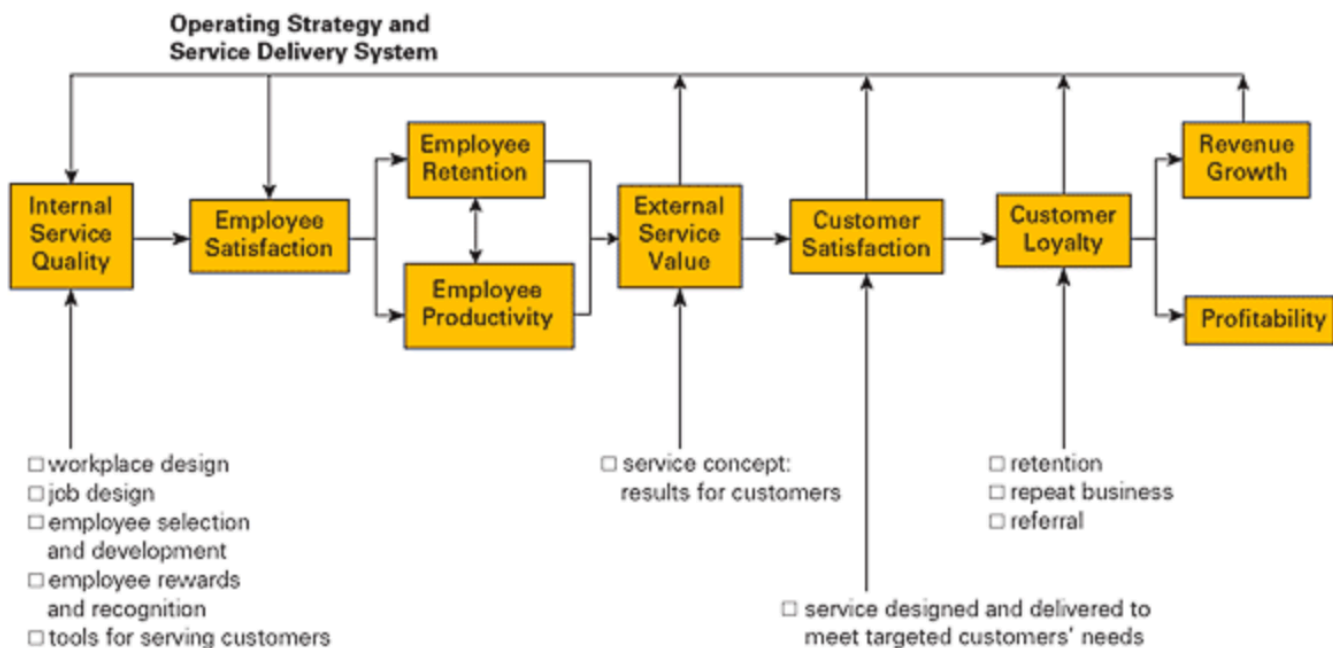 Operating Strategy and
Service Delivery System
Internal
Service
Quality
Employee
Satisfaction
Employee
Retention
Employee
Productivity
External
Service
Value
Customer
Satisfaction
Customer
Loyalty
Revenue
Growth
Profitability
□ workplace design
□ job design
□ employee selection
and development
□ employee rewards
and recognition
□ tools for serving customers
□ service concept:
results for customers
□ service designed and delivered to
meet targeted customers' needs
□ retention
□ repeat business
□ referral